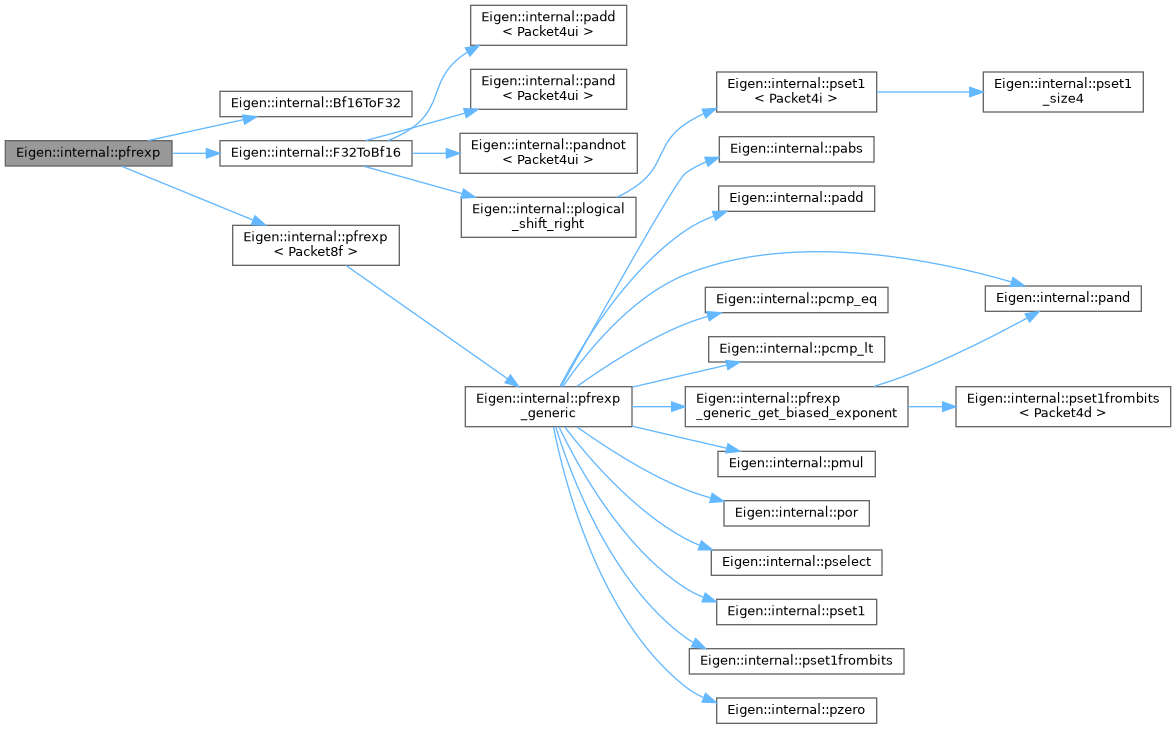 Eigen::internal::pfrexp
Eigen::internal::Bf16ToF32
Eigen::internal::F32ToBf16
Eigen::internal::pfrexp
< Packet8f >
Eigen::internal::padd
< Packet4ui >
Eigen::internal::pand
< Packet4ui >
Eigen::internal::pandnot
< Packet4ui >
Eigen::internal::plogical
_shift_right
Eigen::internal::pfrexp
_generic
Eigen::internal::pset1
< Packet4i >
Eigen::internal::pabs
Eigen::internal::padd
Eigen::internal::pcmp_eq
Eigen::internal::pcmp_lt
Eigen::internal::pfrexp
_generic_get_biased_exponent
Eigen::internal::pmul
Eigen::internal::por
Eigen::internal::pselect
Eigen::internal::pset1
Eigen::internal::pset1frombits
Eigen::internal::pzero
Eigen::internal::pset1
_size4
Eigen::internal::pand
Eigen::internal::pset1frombits
< Packet4d >